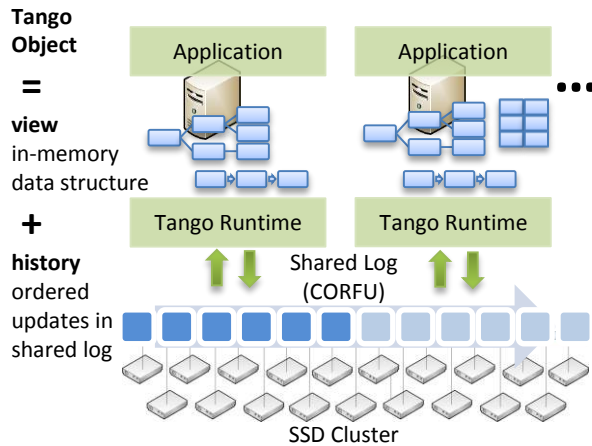 Tango
Object
=
view
in-memory
data structure
+
history
ordered
updates in
shared log
Application
Application
...
Tango Runtime
Tango Runtime
Shared Log
(CORFU)
SSD Cluster